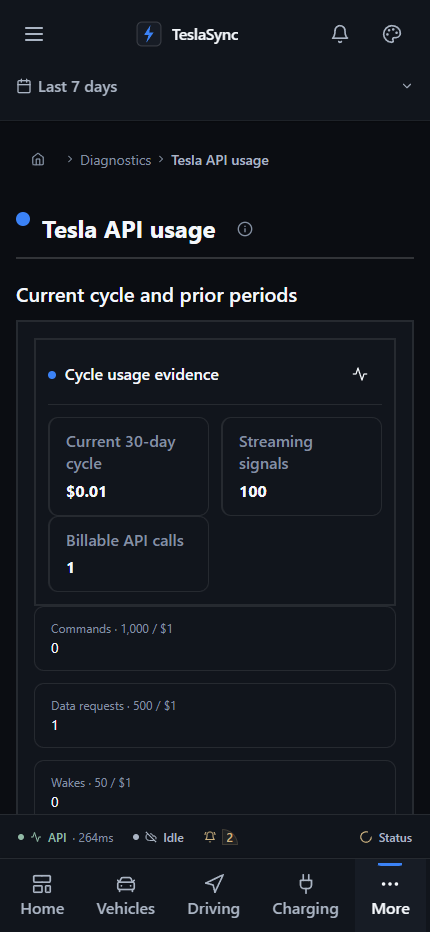 TeslaSync
Last 7 days
Diagnostics
Tesla API usage
Tesla API usage
Current cycle and prior periods
Cycle usage evidence
Current 30-day
cycle
$0.01
Streaming
signals
100
Billable API calls
1
Commands · 1,000 / $1
0
Data requests · 500 / $1
1
Wakes · 50 / $1
0
API · 264ms
Idle
2
Status
Home
Vehicles
Driving
Charging
More